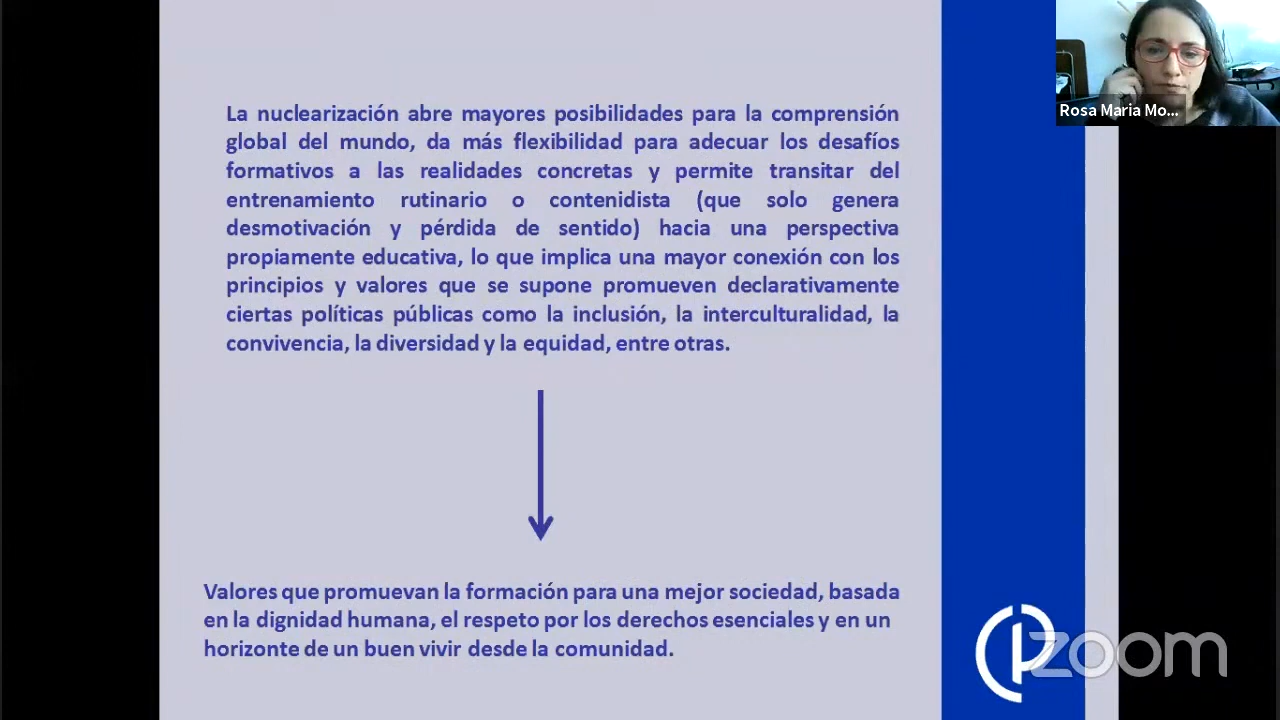 La nuclearización abre mayores posibilidades para la comprensión
global del mundo, da más flexibilidad para adecuar los desafíos
formativos a las realidades concretas y permite transitar del
entrenamiento rutinario o contenidista (que solo genera
desmotivación y pérdida de sentido) hacia una perspectiva
propiamente educativa, lo que implica una mayor conexión con los
principios y valores que se supone promueven declarativamente
ciertas políticas públicas como la inclusión, la interculturalidad, la
convivencia, la diversidad y la equidad, entre otras.
Valores que promuevan la formación para una mejor sociedad, basada
en la dignidad humana, el respeto por los derechos esenciales y en un
horizonte de un buen vivir desde la comunidad.
Rosa Maria Mo...
zoom